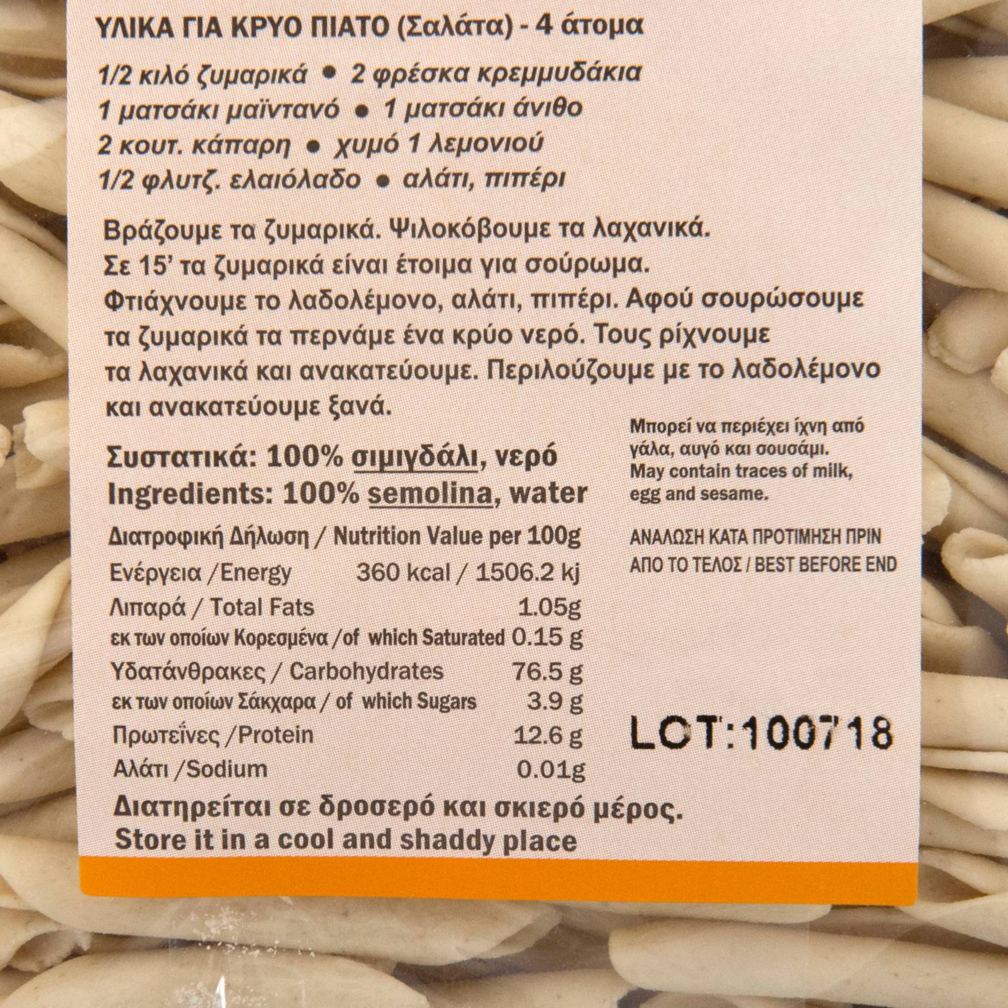 ΥΛΙΚΑ ΓΙΑ ΚΡΥΟ ΠΙΑΤΟ (Σαλάτα) - 4 άτομα
1/2 κιλό ζυμαρικά • 2 φρέσκα κρεμμυδάκια
1 ματσάκι μαϊντανό • 1 ματσάκι άνιθο
2 κουτ. κάπαρη • χυμό 1 λεμονιού
1/2 φλυτζ. ελαιόλαδο • αλάτι, πιπέρι
Βράζουμε τα ζυμαρικά. Ψιλοκόβουμε τα λαχανικά.
Σε 15’ τα ζυμαρικά είναι έτοιμα για σούρωμα.
Φτιάχνουμε το λαδολέμονο, αλάτι, πιπέρι. Αφού σουρώσουμε
τα ζυμαρικά τα περνάμε ένα κρύο νερό. Τους ρίχνουμε
τα λαχανικά και ανακατεύουμε. Περιλούζουμε με το λαδολέμονο
και ανακατεύουμε ξανά.
Συστατικά: 100% σιμιγδάλι, νερό
Ingredients: 100% semolina, water
Διατροφική Δήλωση / Nutrition Value per 100g
Ενέργεια /Energy 360 kcal / 1506.2 kj
Λιπαρά / Total Fats 1.05g
εκ των οποίων Κορεσμένα /of which Saturated 0.15 g
Υδατάνθρακες / Carbohydrates 76.5 g
εκ των οποίων Σάκχαρα / of which Sugars 3.9 g
Πρωτεΐνες /Protein 12.6 g
Αλάτι /Sodium 0.01g
Διατηρείται σε δροσερό και σκιερό μέρος.
Store it in a cool and shaddy place
Μπορεί να περιέχει ίχνη από
γάλα, αυγό και σουσάμι.
May contain traces of milk,
egg and sesame.
ΑΝΑΛΩΣΗ ΚΑΤΑ ΠΡΟΤΙΜΗΣΗ ΠΡΙΝ
ΑΠΟ ΤΟ ΤΕΛΟΣ / BEST BEFORE END
LOT:100718